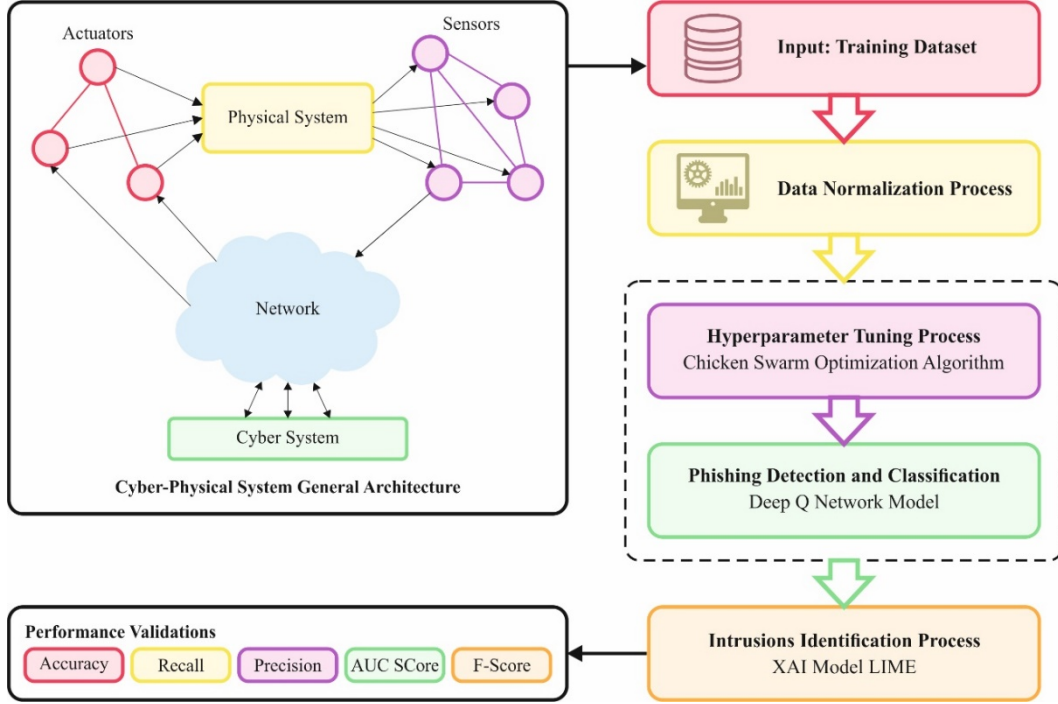 Actuators
Sensors
Physical System
Network
Cyber System
Cyber-Physical System General Architecture
Input: Training Dataset
Data Normalization Process
Hyperparameter Tuning Process
Chicken Swarm Optimization Algorithm
Phishing Detection and Classification
Deep Q Network Model
Intrusions Identification Process
XAI Model LIME
Performance Validations
Accuracy
Recall
Precision
AUC SCore
F-Score